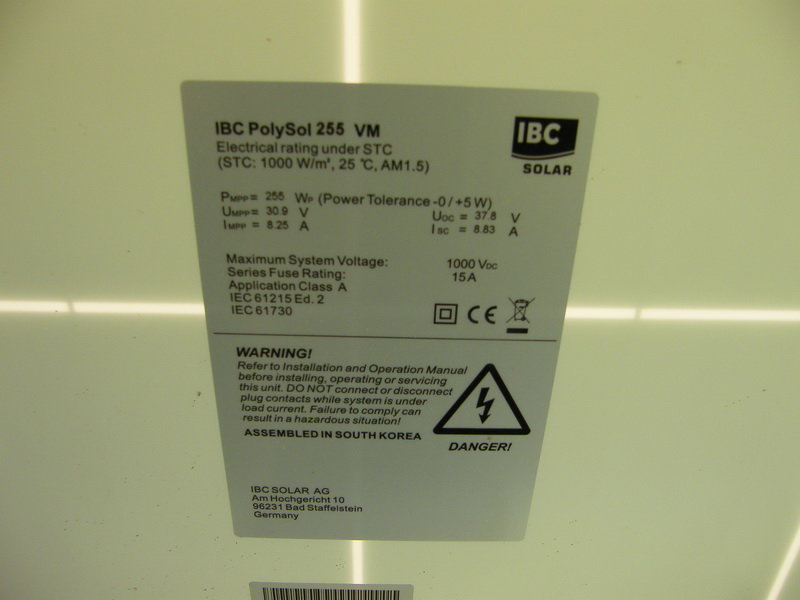 IBC PolySol 255 VM
Electrical rating under STC
(STC: 1000 W/m², 25 ℃, AM1.5)
IBC
SOLAR
PMPP= 255 WP (Power Tolerance -0 / +5 W)
UMPP= 30.9 V UOC = 37.8 V
IMPP = 8.25 A ISC = 8.83 A
Maximum System Voltage: 1000 VDC
Series Fuse Rating: 15 A
Application Class A
IEC 61215 Ed. 2
IEC 61730
CE
WARNING!
Refer to Installation and Operation Manual
before installing, operating or servicing
this unit. DO NOT connect or disconnect
plug contacts while system is under
load current. Failure to comply can
result in a hazardous situation!
ASSEMBLED IN SOUTH KOREA
DANGER!
IBC SOLAR AG
Am Hochgericht 10
96231 Bad Staffelstein
Germany